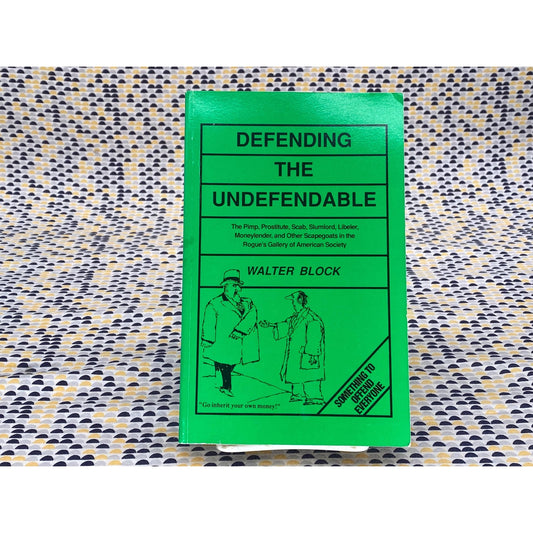 DEFENDING
THE
UNDEFENDABLE
The Pimp, Prostitute, Scab, Slumlord, Libeler,
Moneylender, and Other Scapegoats in the
Rogue's Gallery of American Society
WALTER BLOCK
"Go inherit your own money!"
SOMETHING TO
OFFEND
EVERYONE